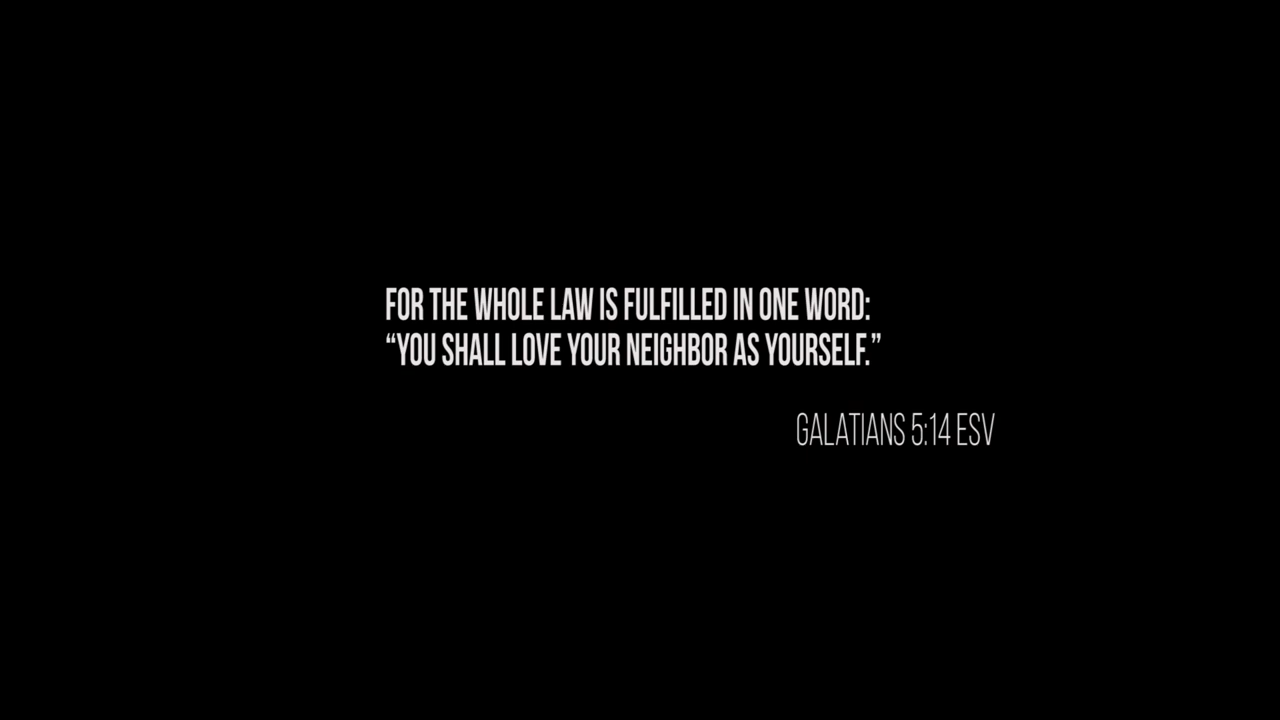 FOR THE WHOLE LAW IS FULFILLED IN ONE WORD:
“YOU SHALL LOVE YOUR NEIGHBOR AS YOURSELF.”
GALATIANS 5:14 ESV